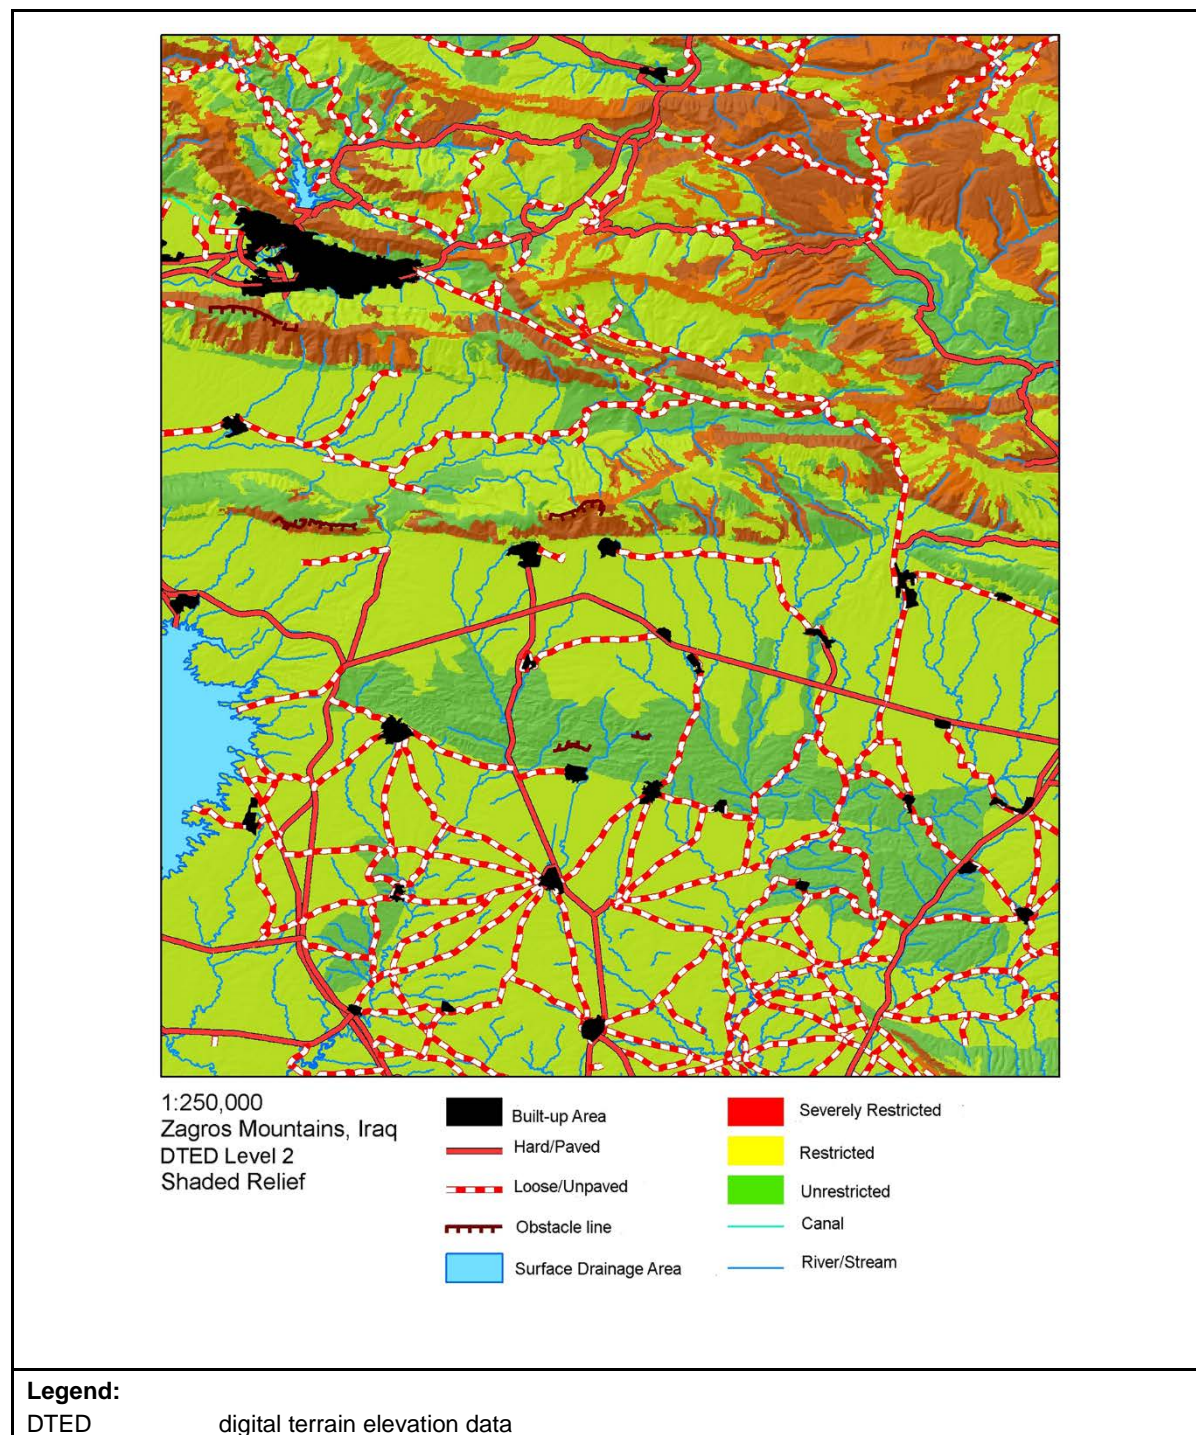 1:250,000
Zagros Mountains, Iraq
DTED Level 2
Shaded Relief
Built-up Area
Hard/Paved
Loose/Unpaved
Obstacle line
Surface Drainage Area
Severely Restricted
Restricted
Unrestricted
Canal
River/Stream
Legend:
DTED digital terrain elevation data